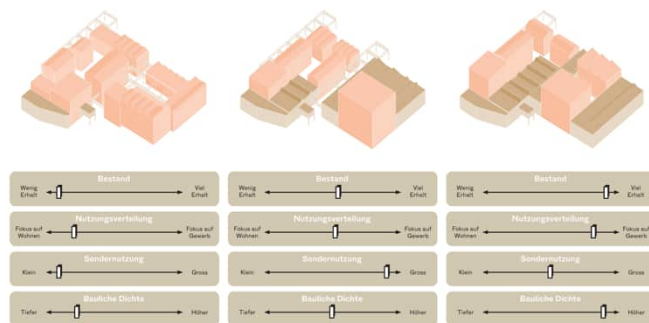 Bestand
Wenig Erhalt
Viel Erhalt
Nutzungsverteilung
Fokus auf Wohnen
Fokus auf Gewerb
Sondernutzung
Klein
Gross
Bauliche Dichte
Tiefer
Höher
Bestand
Wenig Erhalt
Viel Erhalt
Nutzungsverteilung
Fokus auf Wohnen
Fokus auf Gewerb
Sondernutzung
Klein
Gross
Bauliche Dichte
Tiefer
Höher
Bestand
Wenig Erhalt
Viel Erhalt
Nutzungsverteilung
Fokus auf Wohnen
Fokus auf Gewerb
Sondernutzung
Klein
Gross
Bauliche Dichte
Tiefer
Höher